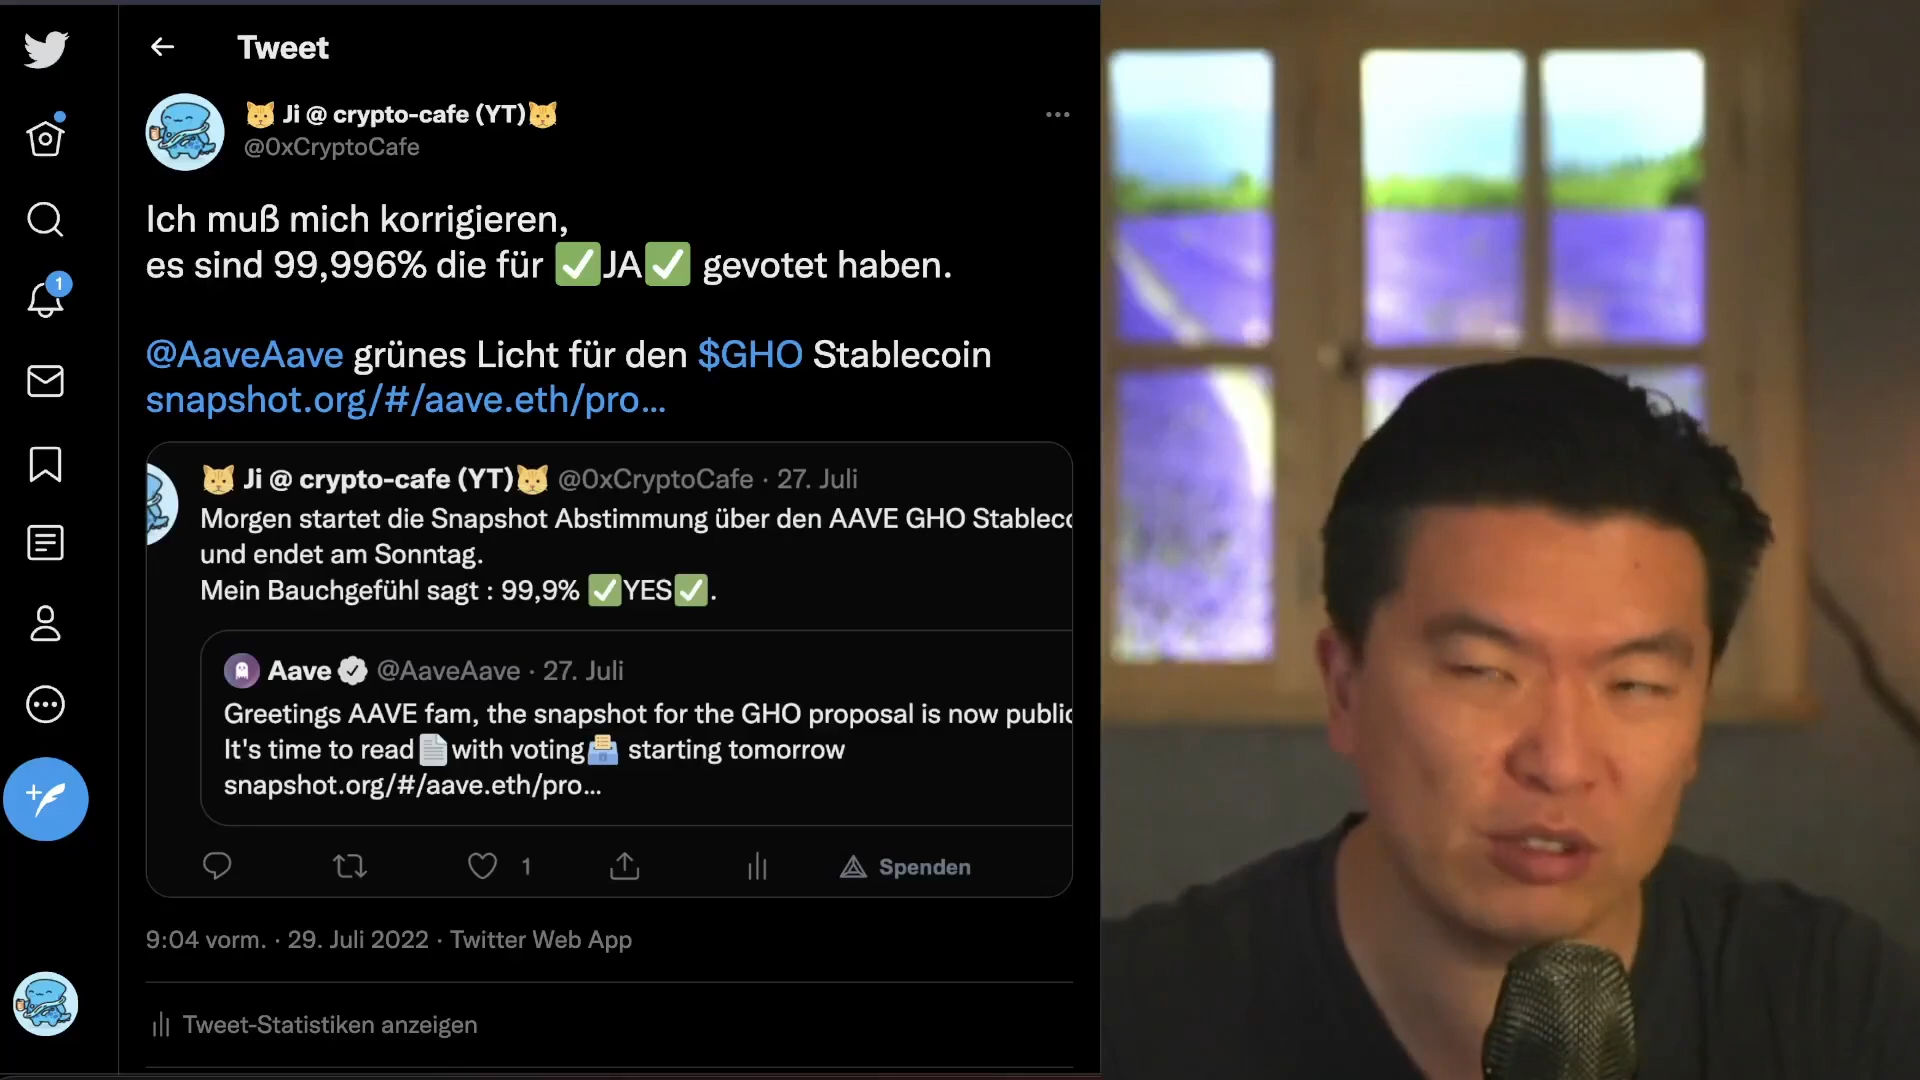 Tweet
🐱 Ji @ crypto-cafe (YT)🐱
@0xCryptoCafe
Ich muß mich korrigieren,
es sind 99,996% die für ✅JA✅ gevotet haben.
@AaveAave grünes Licht für den $GHO Stablecoin
snapshot.org/#/aave.eth/pro...
🐱 Ji @ crypto-cafe (YT)🐱 @0xCryptoCafe · 27. Juli
Morgen startet die Snapshot Abstimmung über den AAVE GHO Stablec
und endet am Sonntag.
Mein Bauchgefühl sagt : 99,9% ✅YES✅.
Aave @AaveAave · 27. Juli
Greetings AAVE fam, the snapshot for the GHO proposal is now public
It's time to read📄with voting🗳️ starting tomorrow
snapshot.org/#/aave.eth/pro...
1
1
Spenden
9:04 vorm. · 29. Juli 2022 · Twitter Web App
Tweet-Statistiken anzeigen